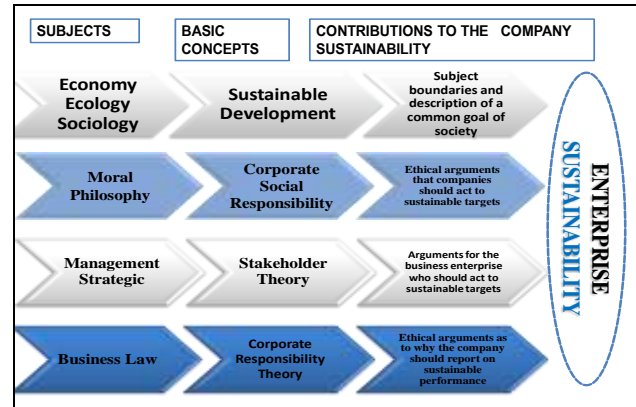 SUBJECTS
BASIC
CONCEPTS
CONTRIBUTIONS TO THE COMPANY
SUSTAINABILITY
Economy
Ecology
Sociology
Sustainable
Development
Subject
boundaries and
description of a
common goal of
society
Moral
Philosophy
Corporate
Social
Responsibility
Ethical arguments
that companies
should act to
sustainable targets
Management
Strategic
Stakeholder
Theory
Arguments for the
business enterprise
who should act to
sustainable targets
Business Law
Corporate
Responsibility
Theory
Ethical arguments as
to why the company
should report on
sustainable
performance
ENTERPRISE
SUSTAINABILITY